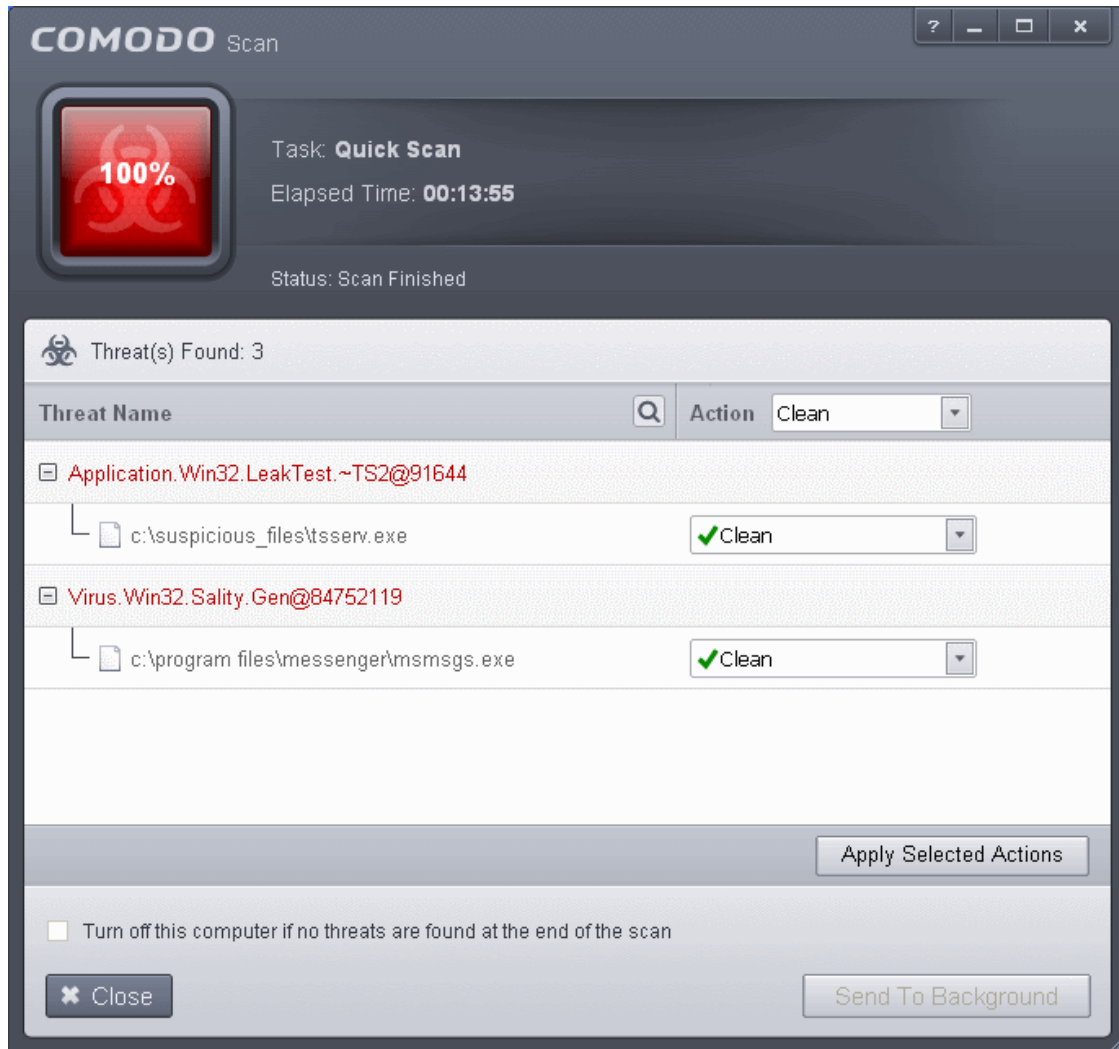 COMODO Scan
?
100%
Task: Quick Scan
Elapsed Time: 00:13:55
Status: Scan Finished
Threat(s) Found: 3
Threat Name Action Clean
Application.Win32.LeakTest.~TS2@91644
c:\suspicious_files\tsserv.exe Clean
Virus.Win32.Sality.Gen@84752119
c:\program files\messenger\msmsgs.exe Clean
Apply Selected Actions
Turn off this computer if no threats are found at the end of the scan
Close Send To Background